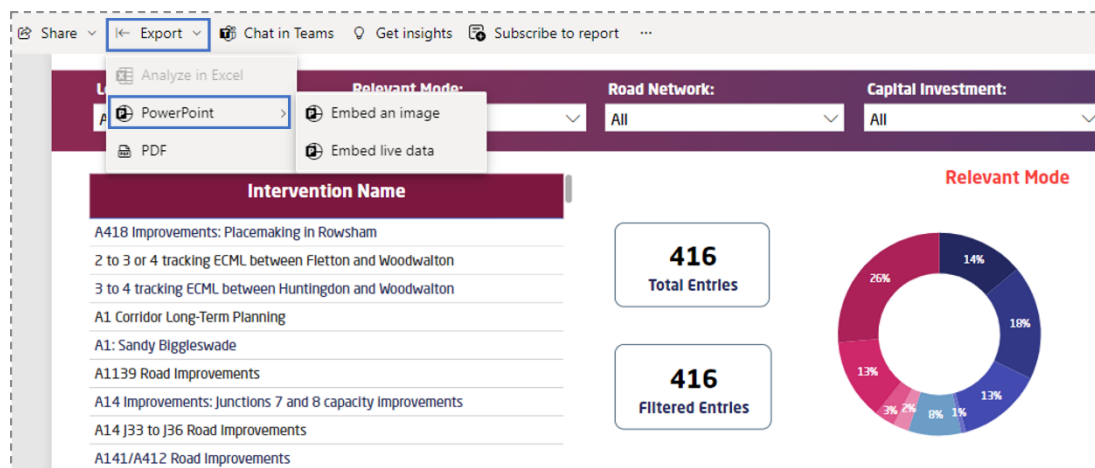 Share Export Chat in Teams Get insights Subscribe to report ...
Analyze in Excel
Relevant Mode: Road Network: Capital Investment:
PowerPoint Embed an image All All
PDF Embed live data
Intervention Name
A418 Improvements: Placemaking in Rowsham
2 to 3 or 4 tracking ECML between Fletton and Woodwalton
3 to 4 tracking ECML between Huntingdon and Woodwalton
A1 Corridor Long-Term Planning
A1: Sandy Biggleswade
A1139 Road Improvements
A14 Improvements: Junctions 7 and 8 capacity improvements
A14 J33 to J36 Road Improvements
A141/A412 Road Improvements
416
Total Entries
416
Filtered Entries
Relevant Mode
14%
26%
18%
13%
13%
3% 2% 8% 1%